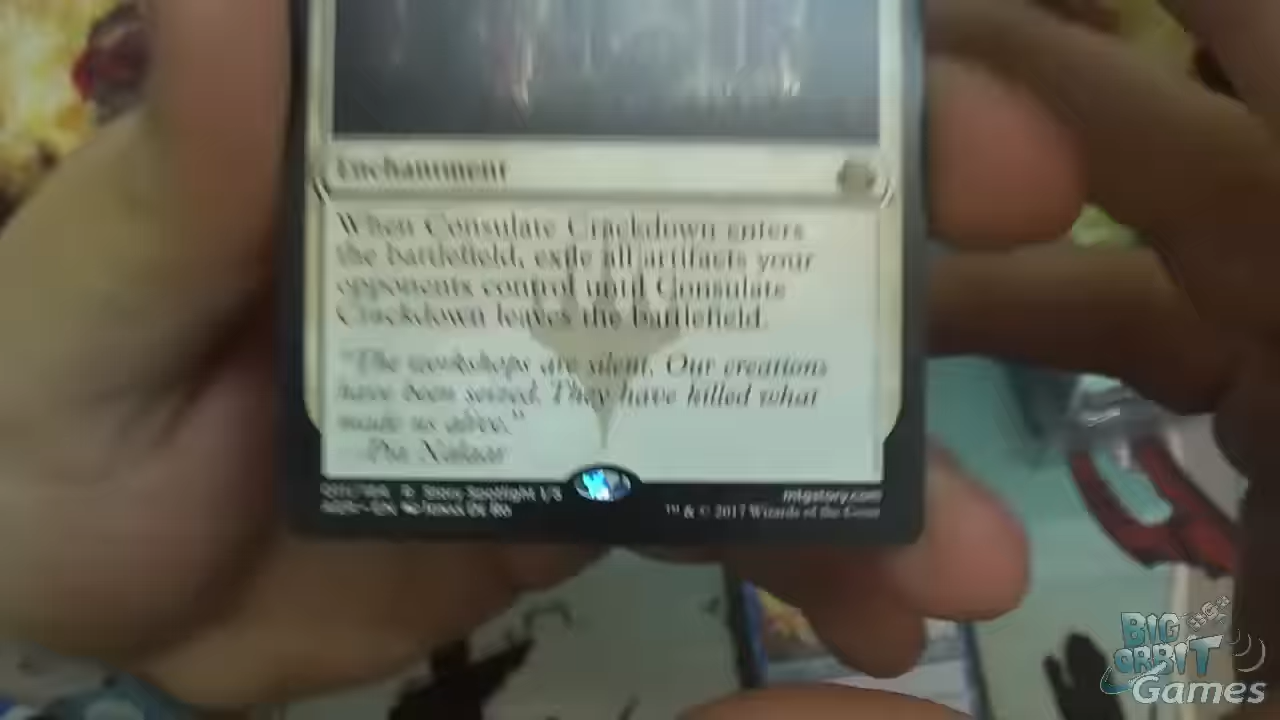 Enchantment
When Consulate Crackdown enters
the battlefield, exile all artifacts your
opponents control until Consulate
Crackdown leaves the battlefield.
"The workshops are silent. Our creations
have been seized. They have killed what
made us alive."
—Pia Nalaar
R Story Spotlight 1/5
mtgstory.com
EN
™ & © 2017 Wizards of the Coast
BIG
ORBIT
Games